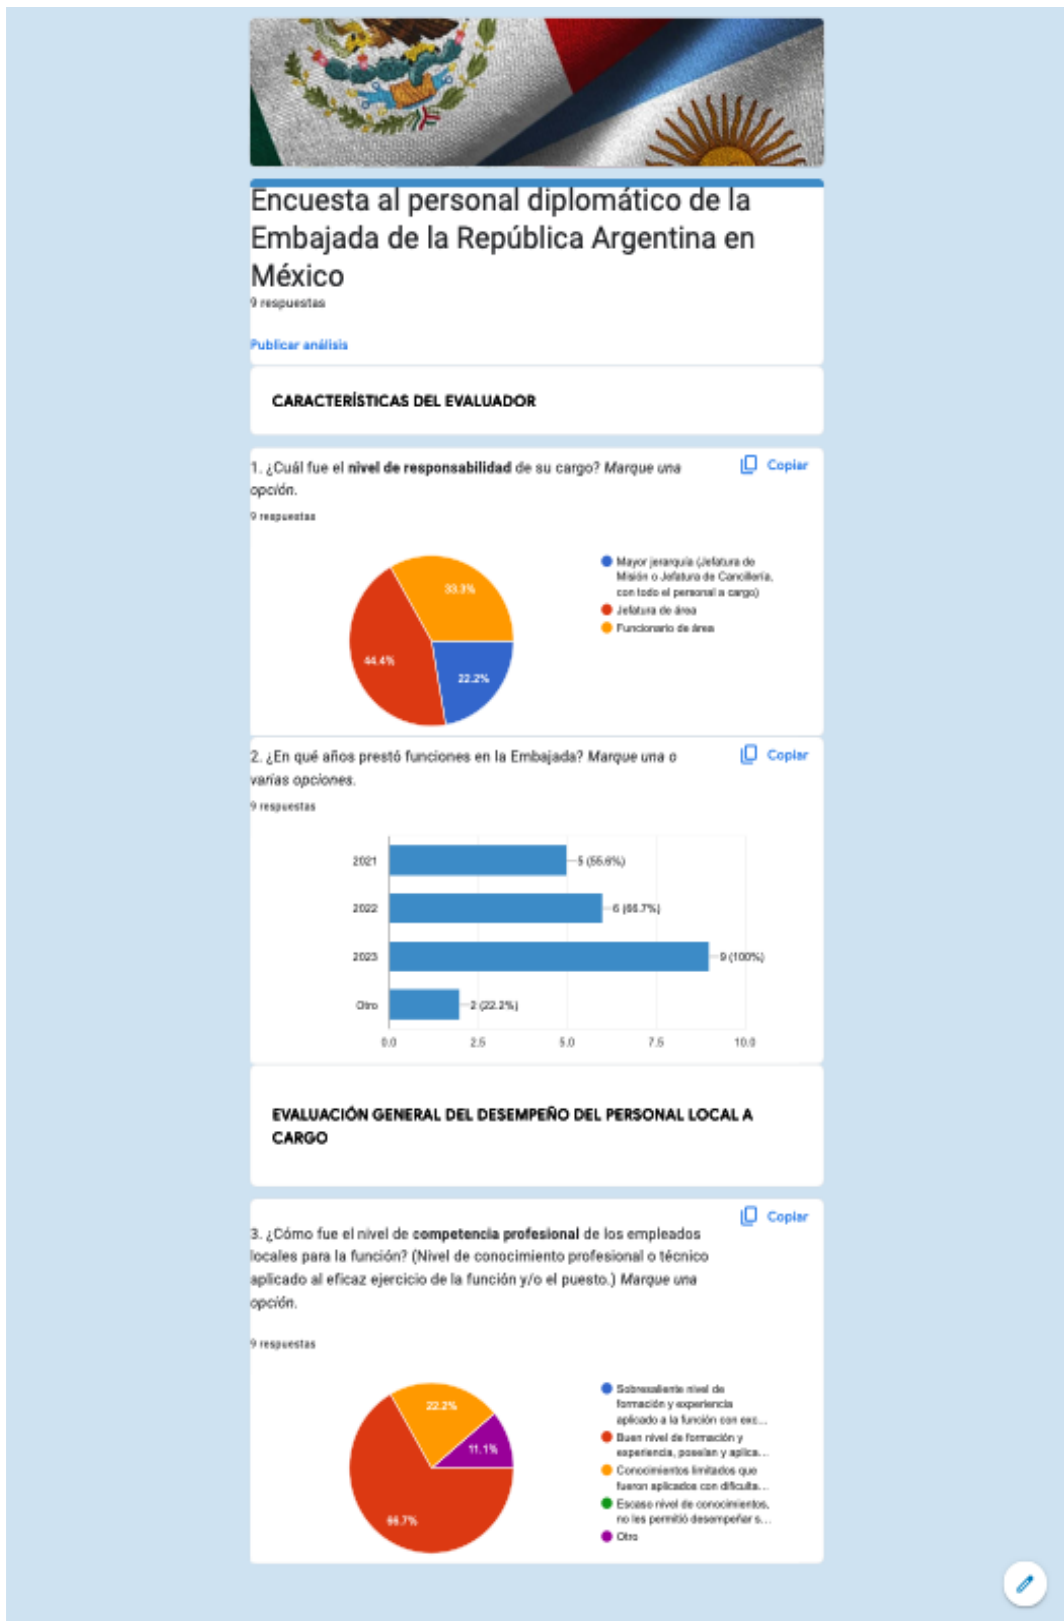 Encuesta al personal diplomático de la
Embajada de la República Argentina en
México
9 respuestas
Publicar análisis
CARACTERÍSTICAS DEL EVALUADOR
1. ¿Cuál fue el nivel de responsabilidad de su cargo? Marque una
opción.
Copiar
9 respuestas
33.3%
44.4%
22.2%
Mayor jerarquía (Jefatura de
Misión o Jefatura de Cancillería,
con todo el personal a cargo)
Jefatura de área
Funcionario de área
2. ¿En qué años prestó funciones en la Embajada? Marque una o
varias opciones.
Copiar
9 respuestas
2021
5 (55.6%)
2022
6 (66.7%)
2023
9 (100%)
Otro
2 (22.2%)
0.0 2.5 5.0 7.5 10.0
EVALUACIÓN GENERAL DEL DESEMPEÑO DEL PERSONAL LOCAL A
CARGO
Copiar
3. ¿Cómo fue el nivel de competencia profesional de los empleados
locales para la función? (Nivel de conocimiento profesional o técnico
aplicado al eficaz ejercicio de la función y/o el puesto.) Marque una
opción.
9 respuestas
22.2%
11.1%
66.7%
Sobresaliente nivel de
formación y experiencia
aplicado a la función con exc...
Buen nivel de formación y
experiencia, poseían y aplica...
Conocimientos limitados que
fueron aplicados con dificulta...
Escaso nivel de conocimientos,
no les permitió desempeñar s...
Otro